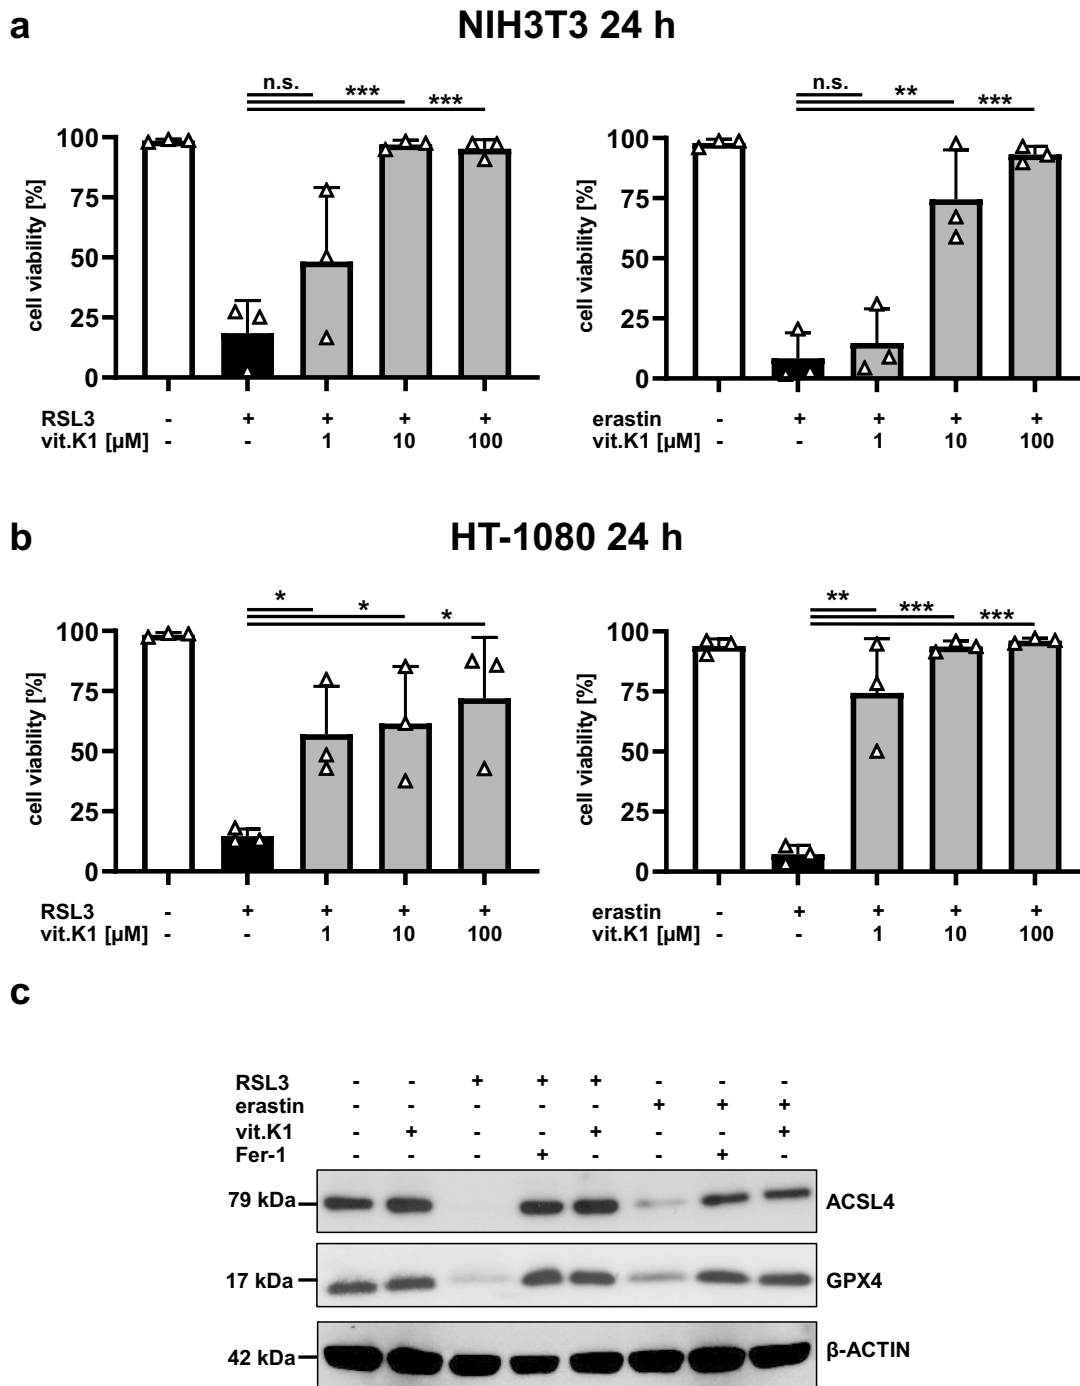 a
NIH3T3 24 h
n.s. *** ***
100
75
50
25
0
cell viability [%]
RSL3 - + + + +
vit.K1 [µM] - - 1 10 100
n.s. ** ***
100
75
50
25
0
cell viability [%]
erastin - + + + +
vit.K1 [µM] - - 1 10 100
b
HT-1080 24 h
* * *
100
75
50
25
0
cell viability [%]
RSL3 - + + + +
vit.K1 [µM] - - 1 10 100
** *** ***
100
75
50
25
0
cell viability [%]
erastin - + + + +
vit.K1 [µM] - - 1 10 100
c
RSL3 - - + + + - - -
erastin - - - - - + + +
vit.K1 - + - - + - - +
Fer-1 - - - + - - + -
79 kDa ACSL4
17 kDa GPX4
42 kDa β-ACTIN